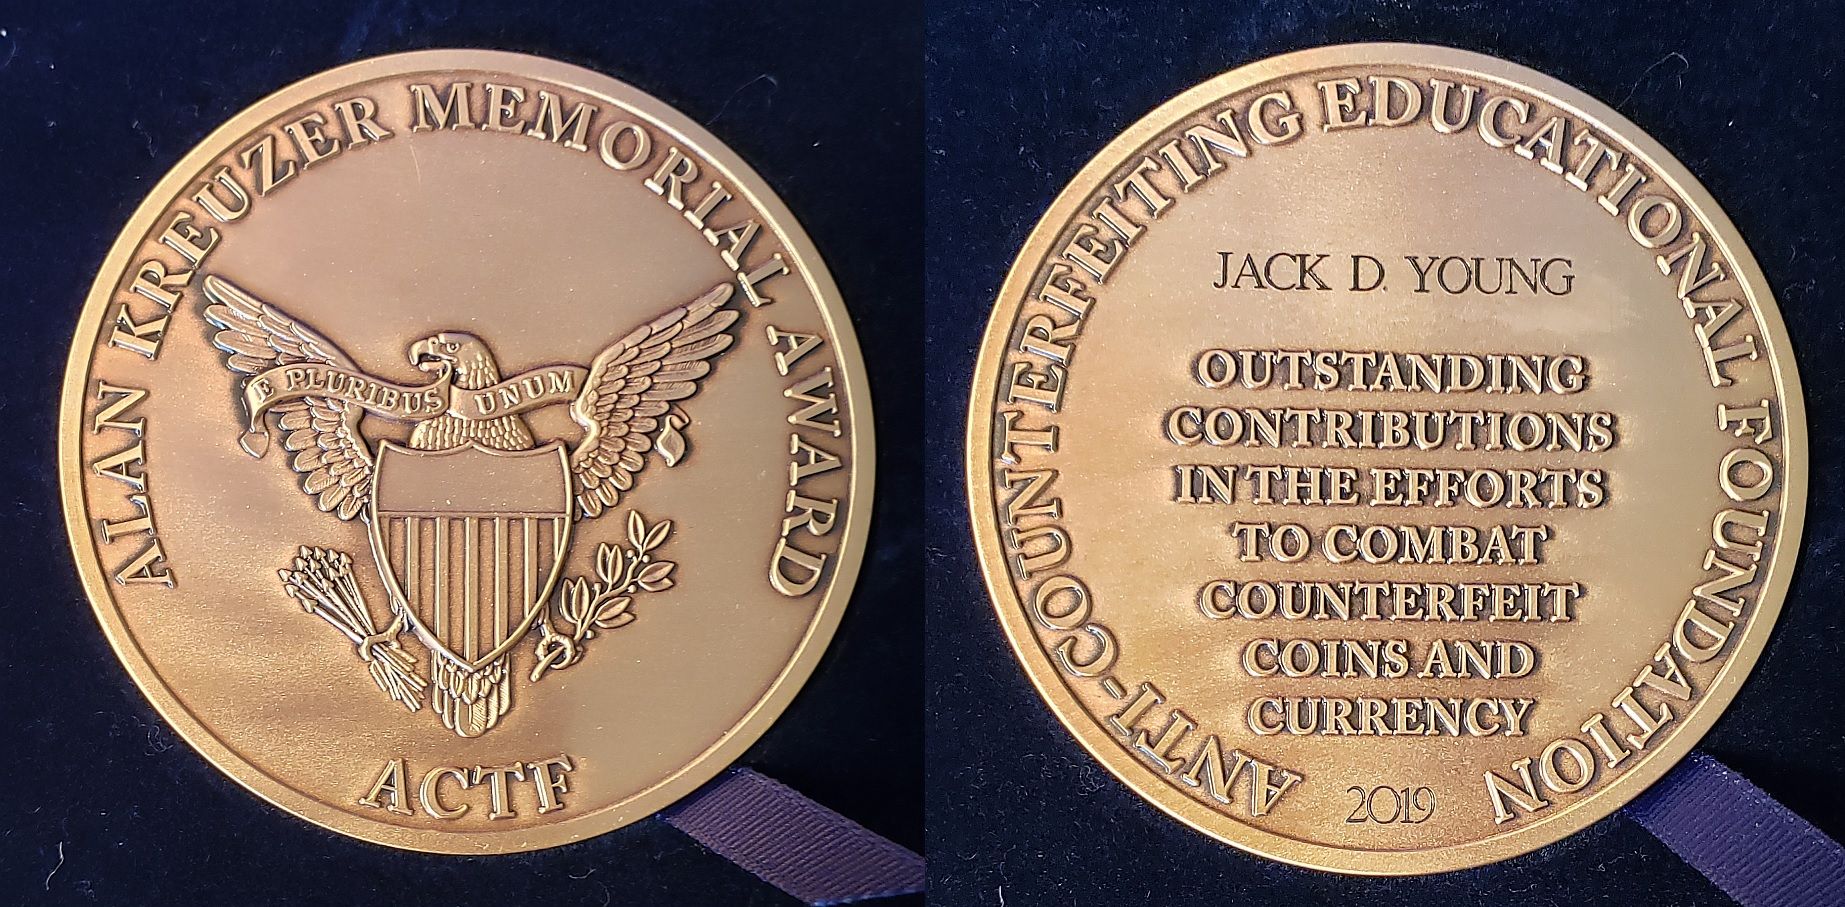 ALAN KREUZER MEMORIAL AWARD
E PLURIBUS UNUM
ACTF
ANTI-COUNTERFEITING EDUCATIONAL FOUNDATION
JACK D. YOUNG
OUTSTANDING
CONTRIBUTIONS
IN THE EFFORTS
TO COMBAT
COUNTERFEIT
COINS AND
CURRENCY
2019